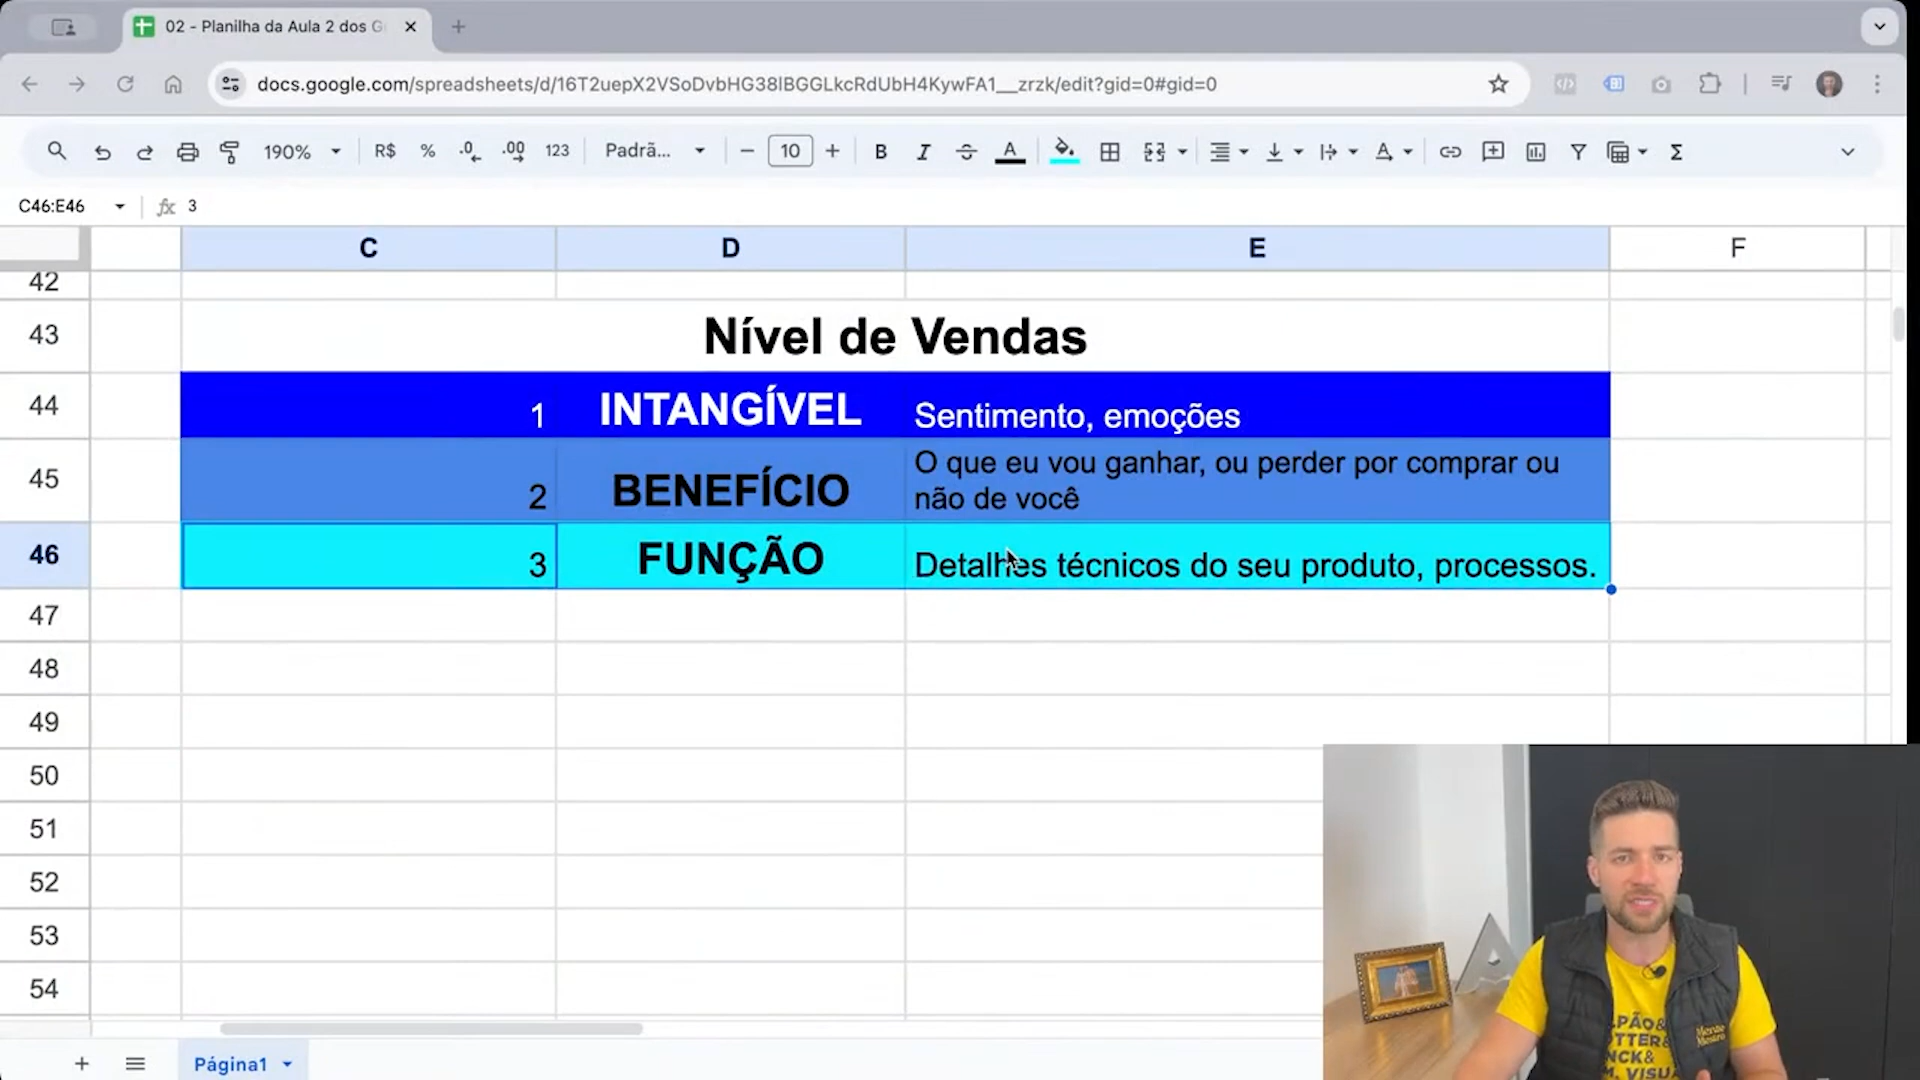 02 - Planilha da Aula 2 dos G
docs.google.com/spreadsheets/d/16T2uepX2VSoDvbHG38lBGGLkcRdUbH4KywFA1__zrzk/edit?gid=0#gid=0
190% R$ % .0 .00 123 Padrã... 10 B I A Σ
C46:E46 fx 3
C D E F
42
43 Nível de Vendas
44 1 INTANGÍVEL Sentimento, emoções
45 2 BENEFÍCIO O que eu vou ganhar, ou perder por comprar ou
não de você
46 3 FUNÇÃO Detalhes técnicos do seu produto, processos.
47
48
49
50
51
52
53
54
Página1